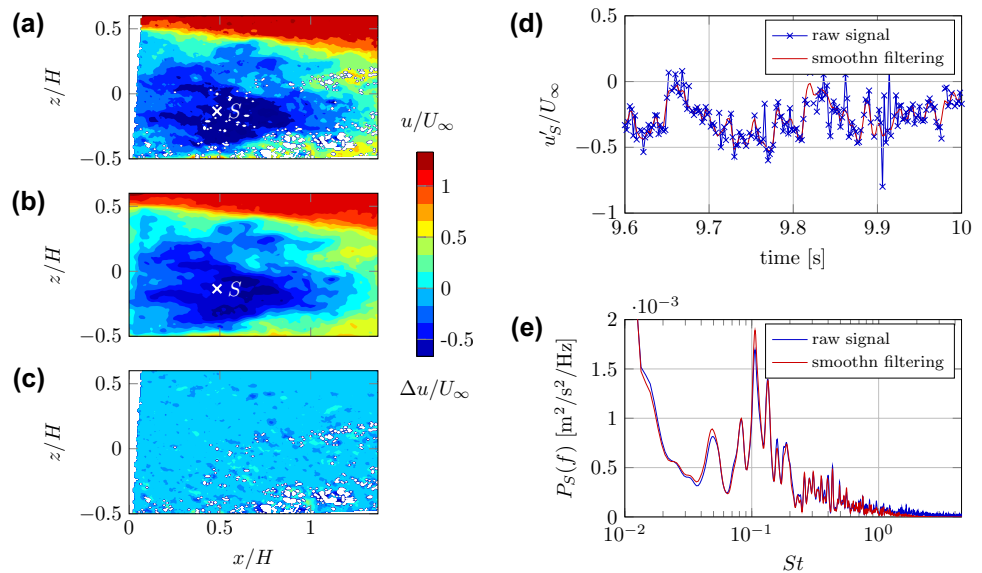 (a)
0.5
0
−0.5
z/H
S
u/U∞
1
0.5
0
-0.5
Δu/U∞
(b)
0.5
0
−0.5
z/H
S
(c)
0.5
0
−0.5
z/H
0 0.5 1
x/H
(d)
0.5
0
−0.5
−1
u′S/U∞
raw signal
smoothn filtering
9.6 9.7 9.8 9.9 10
time [s]
(e)
·10−3
2
1.5
1
0.5
0
PS(f) [m2/s2/Hz]
raw signal
smoothn filtering
10−2 10−1 100
St